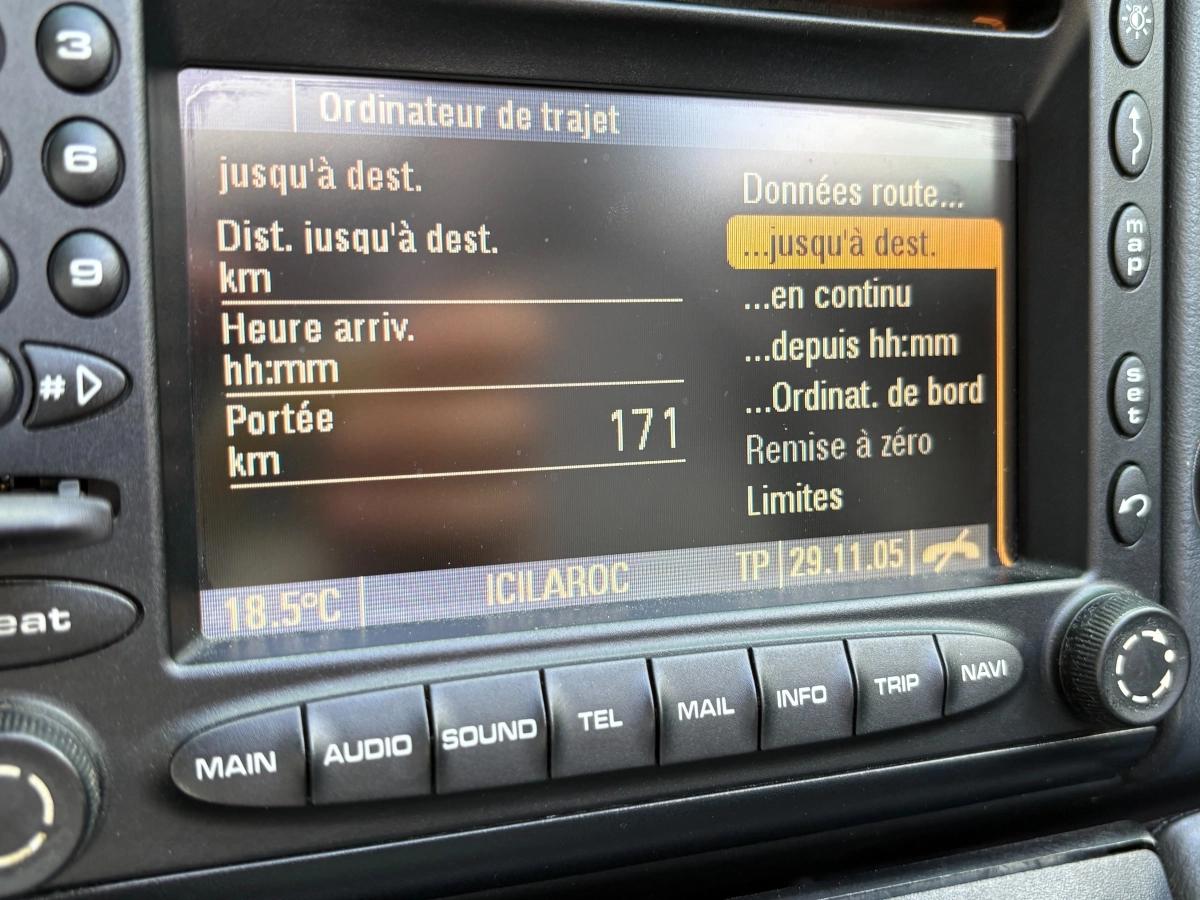 3
6
9
#
eat
Ordinateur de trajet
jusqu'à dest.
Dist. jusqu'à dest.
km
Heure arriv.
hh:mm
Portée 171
km
Données route...
...jusqu'à dest.
...en continu
...depuis hh:mm
...Ordinat. de bord
Remise à zéro
Limites
18.5°C ICILAROC TP 29.11.05
map
set
MAIN AUDIO SOUND TEL MAIL INFO TRIP NAVI